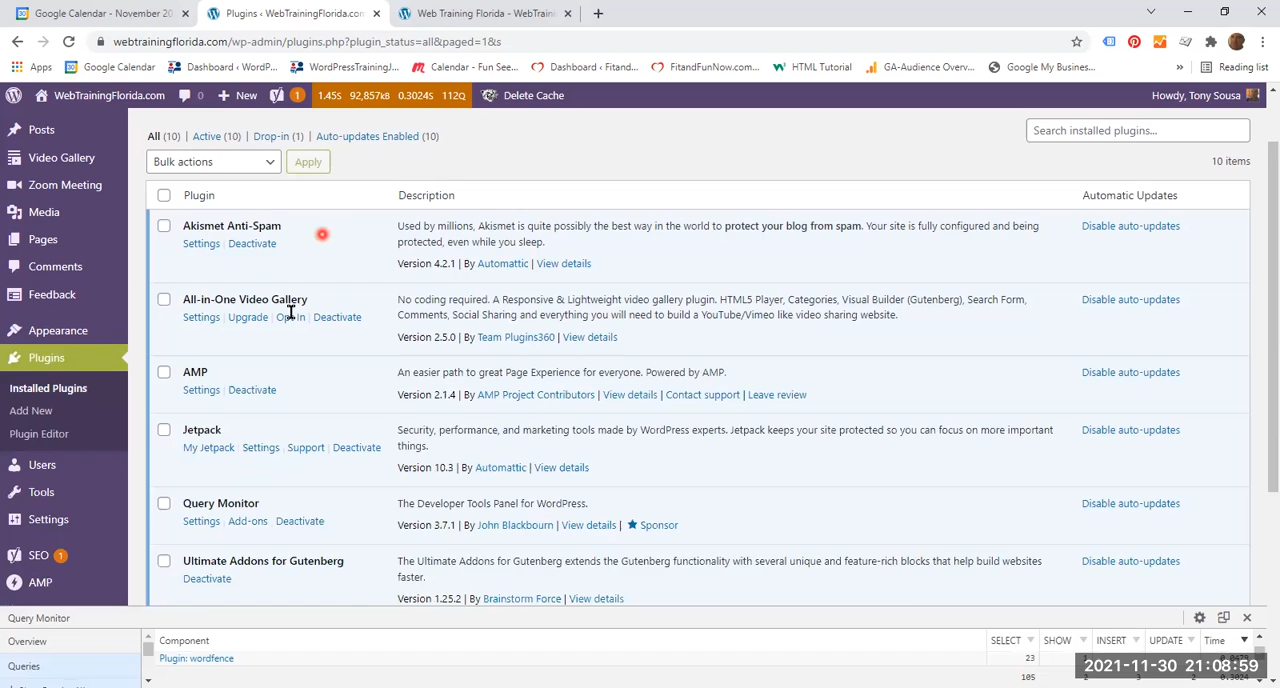 Google Calendar - November 20
Plugins ‹ WebTrainingFlorida.com
Web Training Florida - WebTrain
webtrainingflorida.com/wp-admin/plugins.php?plugin_status=all&paged=1&s
Apps
Google Calendar
Dashboard ‹ WordP...
WordPressTrainingJ...
Calendar - Fun See...
Dashboard ‹ Fitand...
FitandFunNow.com...
HTML Tutorial
GA-Audience Overv...
Google My Busines...
»
Reading list
WebTrainingFlorida.com
0
New
1
1.45s 92,857kB 0.3024S 112Q
Delete Cache
Howdy, Tony Sousa
Posts
Video Gallery
Zoom Meeting
Media
Pages
Comments
Feedback
Appearance
Plugins
Installed Plugins
Add New
Plugin Editor
Users
Tools
Settings
SEO 1
AMP
All (10) | Active (10) | Drop-in (1) | Auto-updates Enabled (10)
Search installed plugins...
Bulk actions
Apply
10 items
Plugin
Description
Automatic Updates
Akismet Anti-Spam
Settings | Deactivate
Used by millions, Akismet is quite possibly the best way in the world to protect your blog from spam. Your site is fully configured and being
protected, even while you sleep.
Version 4.2.1 | By Automattic | View details
Disable auto-updates
All-in-One Video Gallery
Settings | Upgrade | Opt In | Deactivate
No coding required. A Responsive & Lightweight video gallery plugin. HTML5 Player, Categories, Visual Builder (Gutenberg), Search Form,
Comments, Social Sharing and everything you will need to build a YouTube/Vimeo like video sharing website.
Version 2.5.0 | By Team Plugins360 | View details
Disable auto-updates
AMP
Settings | Deactivate
An easier path to great Page Experience for everyone. Powered by AMP.
Version 2.1.4 | By AMP Project Contributors | View details | Contact support | Leave review
Disable auto-updates
Jetpack
My Jetpack | Settings | Support | Deactivate
Security, performance, and marketing tools made by WordPress experts. Jetpack keeps your site protected so you can focus on more important
things.
Version 10.3 | By Automattic | View details
Disable auto-updates
Query Monitor
Settings | Add-ons | Deactivate
The Developer Tools Panel for WordPress.
Version 3.7.1 | By John Blackbourn | View details | Sponsor
Disable auto-updates
Ultimate Addons for Gutenberg
Deactivate
The Ultimate Addons for Gutenberg extends the Gutenberg functionality with several unique and feature-rich blocks that help build websites
faster.
Version 1.25.2 | By Brainstorm Force | View details
Disable auto-updates
Query Monitor
Overview
Queries
Component
SELECT
SHOW
INSERT
UPDATE
Time
Plugin: wordfence
23
105
2021-11-30 21:08:59